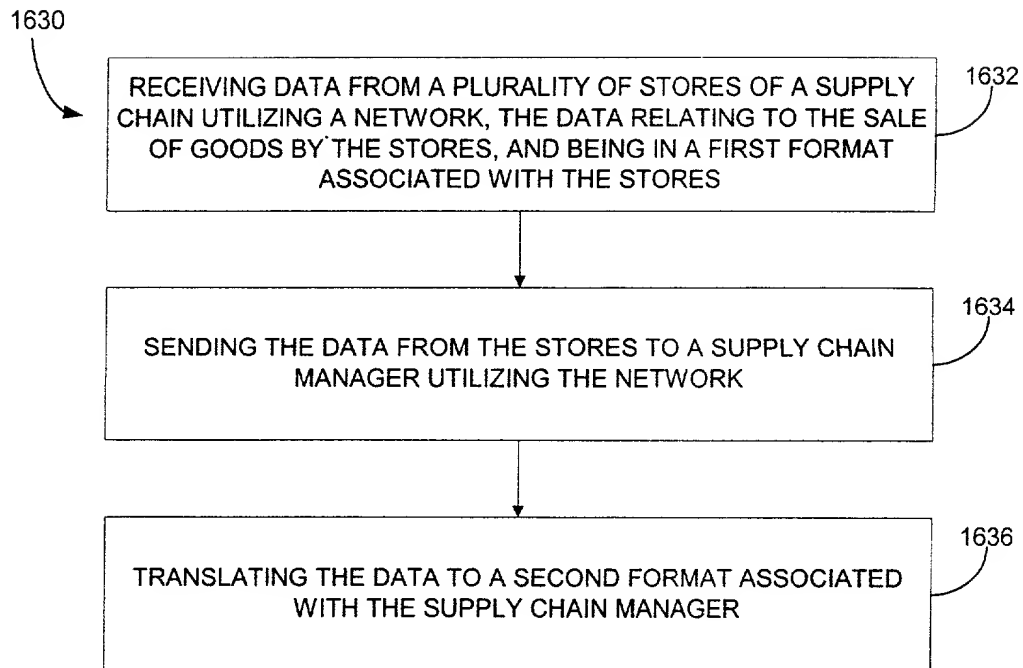 1630
RECEIVING DATA FROM A PLURALITY OF STORES OF A SUPPLY
CHAIN UTILIZING A NETWORK, THE DATA RELATING TO THE SALE
OF GOODS BY THE STORES, AND BEING IN A FIRST FORMAT
ASSOCIATED WITH THE STORES
1632
SENDING THE DATA FROM THE STORES TO A SUPPLY CHAIN
MANAGER UTILIZING THE NETWORK
1634
TRANSLATING THE DATA TO A SECOND FORMAT ASSOCIATED
WITH THE SUPPLY CHAIN MANAGER
1636